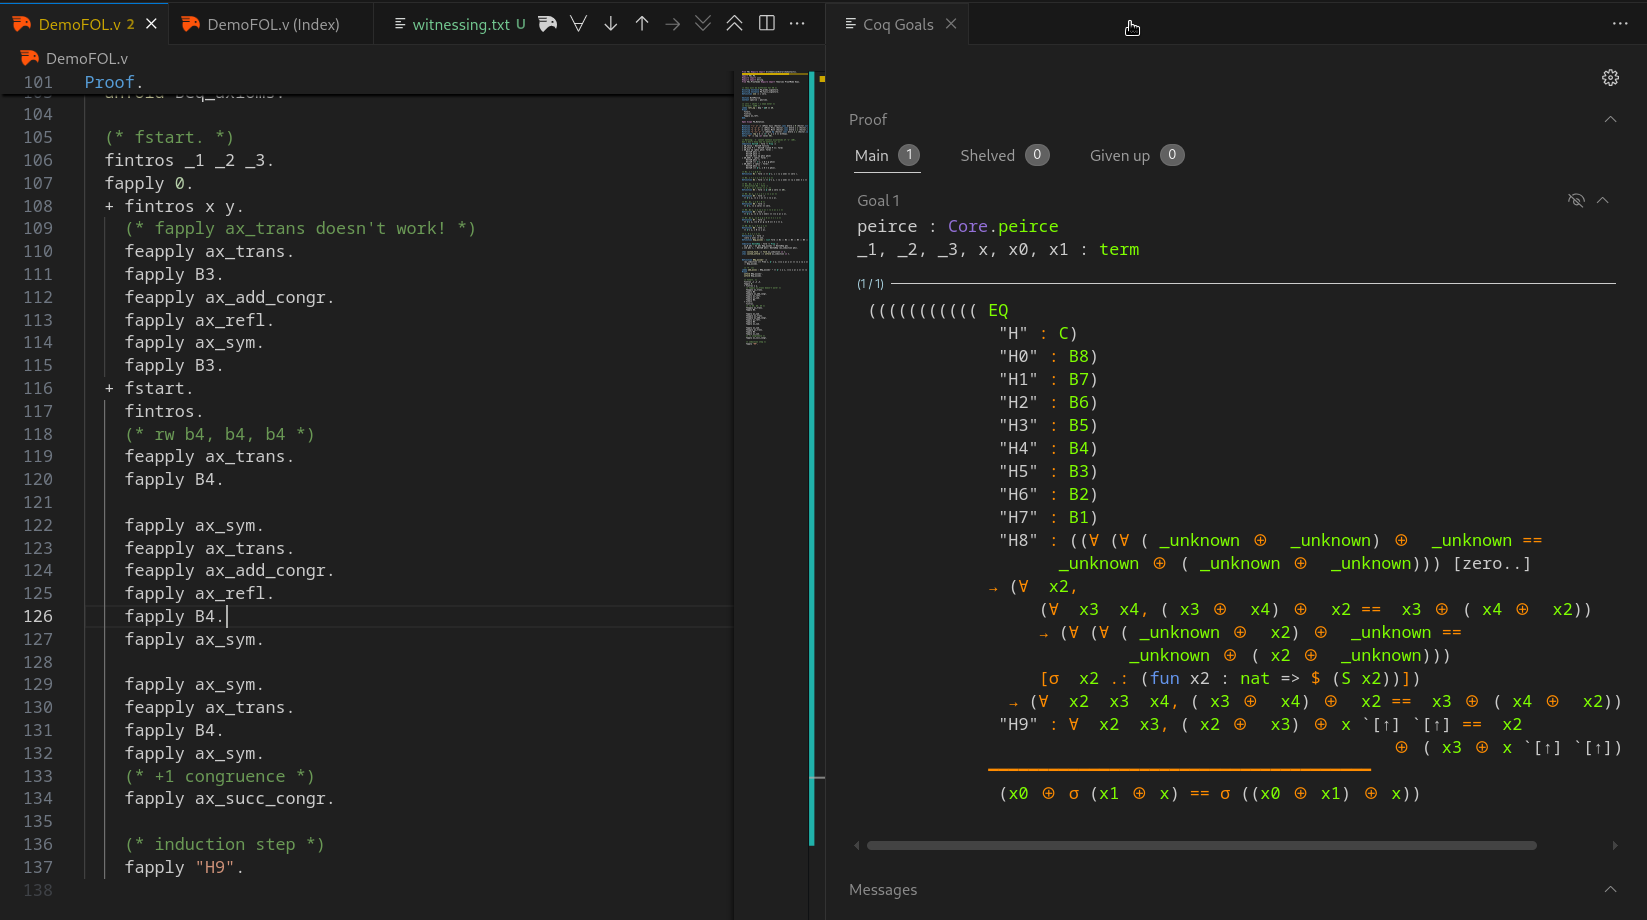 DemoFOL.v 2
DemoFOL.v (Index)
witnessing.txt U
DemoFOL.v
101 Proof.
104
105 (* fstart. *)
106 fintros _1 _2 _3.
107 fapply 0.
108 + fintros x y.
109 (* fapply ax_trans doesn't work! *)
110 feapply ax_trans.
111 fapply B3.
112 feapply ax_add_congr.
113 fapply ax_refl.
114 fapply ax_sym.
115 fapply B3.
116 + fstart.
117 fintros.
118 (* rw b4, b4, b4 *)
119 feapply ax_trans.
120 fapply B4.
121
122 fapply ax_sym.
123 feapply ax_trans.
124 feapply ax_add_congr.
125 fapply ax_refl.
126 fapply B4.
127 fapply ax_sym.
128
129 fapply ax_sym.
130 feapply ax_trans.
131 fapply B4.
132 fapply ax_sym.
133 (* +1 congruence *)
134 fapply ax_succ_congr.
135
136 (* induction step *)
137 fapply "H9".
138
Coq Goals
Proof
Main 1 Shelved 0 Given up 0
Goal 1
peirce : Core.peirce
_1, _2, _3, x, x0, x1 : term
(1 / 1)
((((((((((( EQ
"H" : C)
"H0" : B8)
"H1" : B7)
"H2" : B6)
"H3" : B5)
"H4" : B4)
"H5" : B3)
"H6" : B2)
"H7" : B1)
"H8" : ((∀ (∀ ( _unknown ⊕ _unknown) ⊕ _unknown ==
_unknown ⊕ ( _unknown ⊕ _unknown))) [zero..]
→ (∀ x2,
(∀ x3 x4, ( x3 ⊕ x4) ⊕ x2 == x3 ⊕ ( x4 ⊕ x2))
→ (∀ (∀ ( _unknown ⊕ x2) ⊕ _unknown ==
_unknown ⊕ ( x2 ⊕ _unknown)))
[σ x2 .: (fun x2 : nat => $ (S x2))])
→ (∀ x2 x3 x4, ( x3 ⊕ x4) ⊕ x2 == x3 ⊕ ( x4 ⊕ x2))
"H9" : ∀ x2 x3, ( x2 ⊕ x3) ⊕ x `[↑] `[↑] == x2
⊕ ( x3 ⊕ x `[↑] `[↑])
(x0 ⊕ σ (x1 ⊕ x) == σ ((x0 ⊕ x1) ⊕ x))
Messages